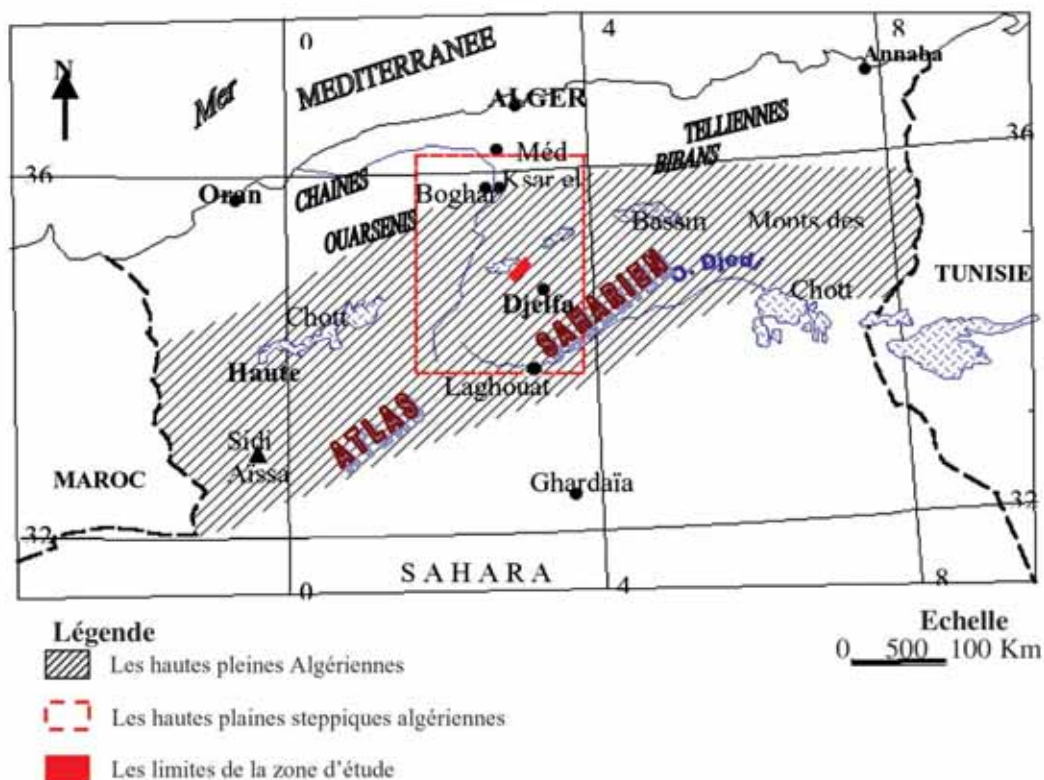 0
4
8
N
Mer
MEDITERRANEE
Annaba
ALGER
TELLIENNES
36
BIBANS
Méd
36
CHAINES
Oran
Boghar
Ksar el
OUARSENIS
Bassin
Monts des
TUNISIE
O. Djed
Chott
Chott
Djelfa
SAHARIEN
Haute
Laghouat
ATLAS
Sidi
Aïssa
MAROC
Ghardaïa
32
32
SAHARA
0
4
8
Légende
Echelle
0 500 100 Km
Les hautes pleines Algériennes
Les hautes plaines steppiques algériennes
Les limites de la zone d'étude